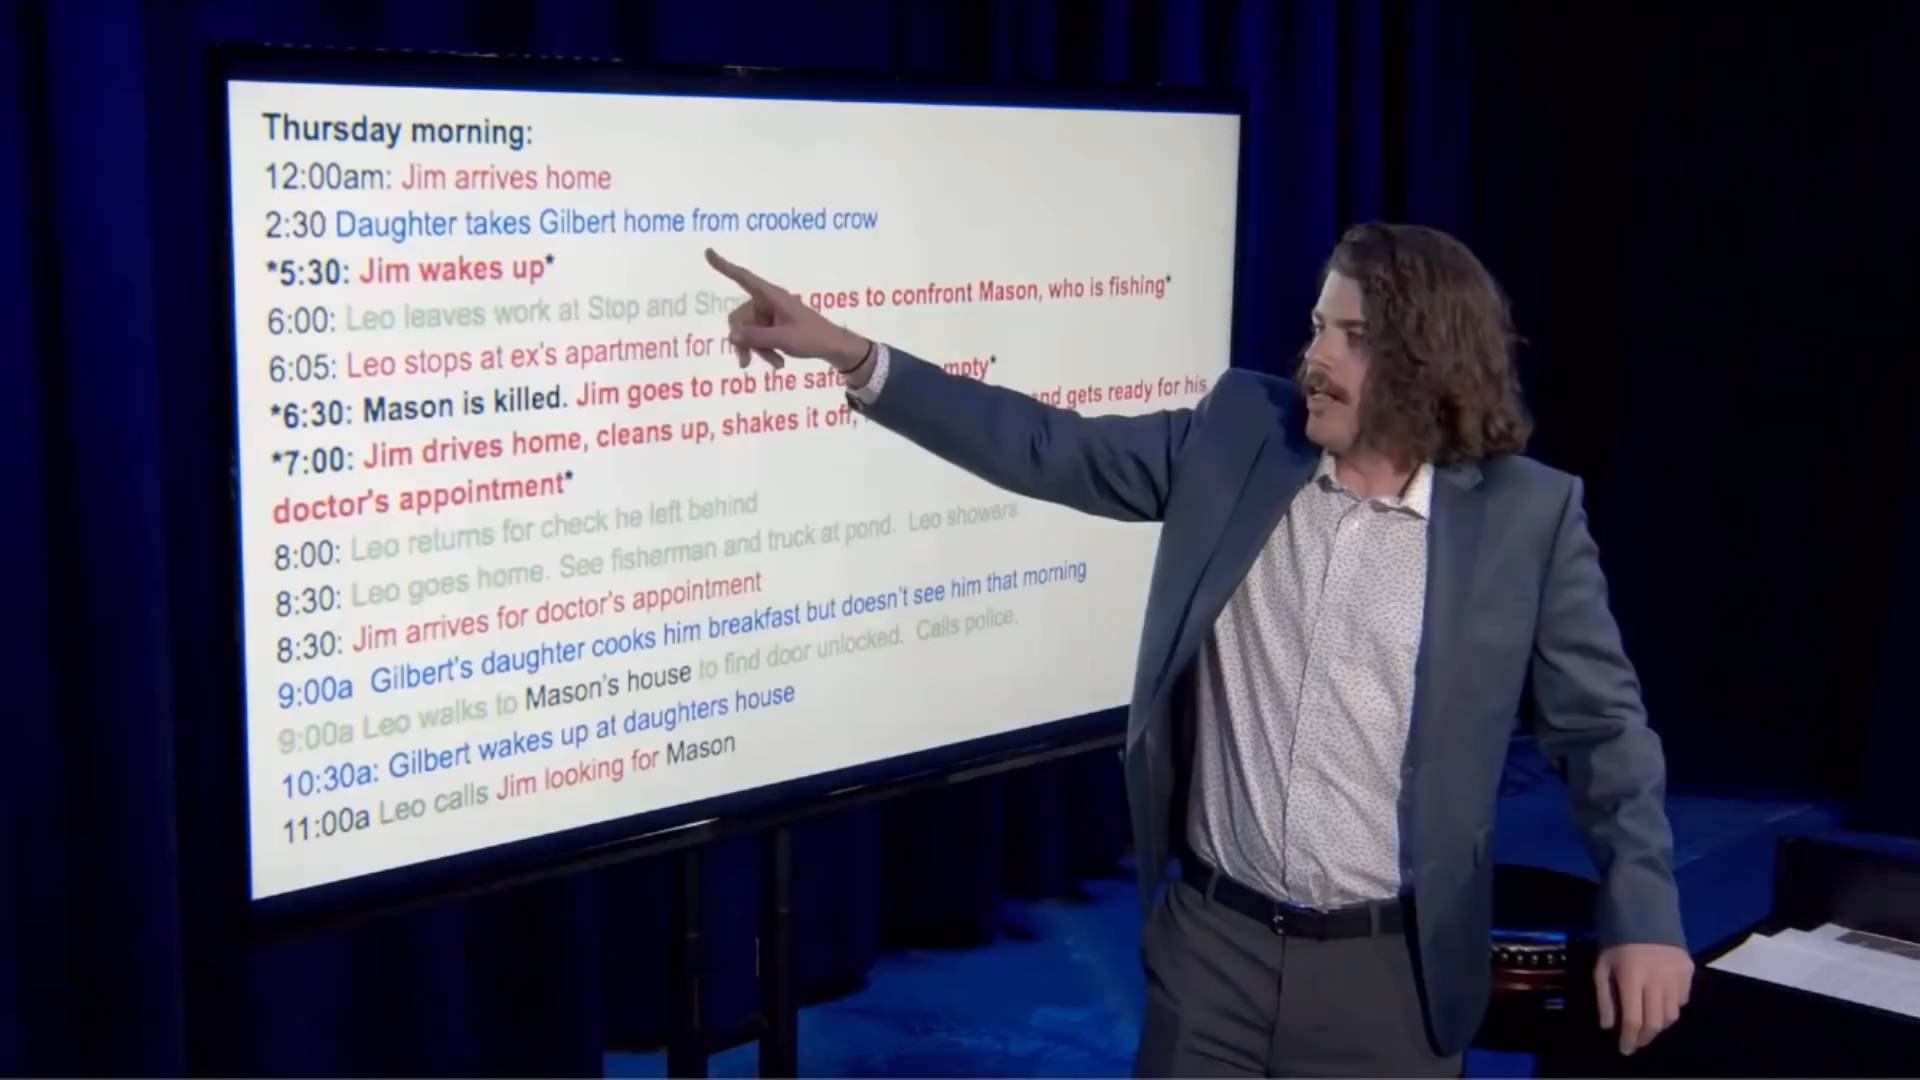 Thursday morning:
12:00am: Jim arrives home
2:30 Daughter takes Gilbert home from crooked crow
*5:30: Jim wakes up*
6:00: Leo leaves work at Stop and goes to confront Mason, who is fishing*
6:05: Leo stops at ex's apartment for
*6:30: Mason is killed. Jim goes to rob the safe
*7:00: Jim drives home, cleans up, shakes it off, and gets ready for his
doctor's appointment*
8:00: Leo returns for check he left behind
8:30: Leo goes home. See fisherman and truck at pond. Leo showers.
8:30: Jim arrives for doctor's appointment
9:00a Gilbert's daughter cooks him breakfast but doesn't see him that morning
9:00a Leo walks to Mason's house to find door unlocked. Calls police.
10:30a: Gilbert wakes up at daughters house
11:00a Leo calls Jim looking for Mason